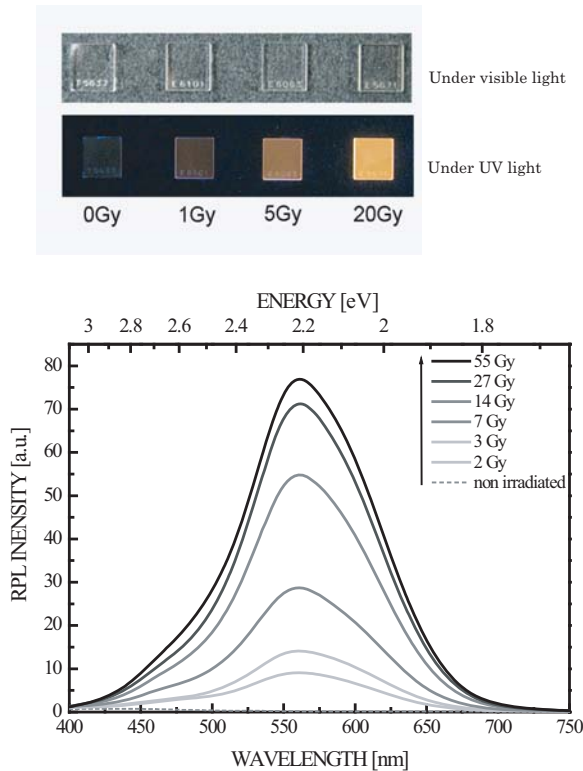 E6101
Under visible light
Under UV light
0Gy 1Gy 5Gy 20Gy
ENERGY [eV]
3 2.8 2.6 2.4 2.2 2 1.8
80
70
60
50
40
30
20
10
0
RPL INENSITY [a.u.]
55 Gy
27 Gy
14 Gy
7 Gy
3 Gy
2 Gy
non irradiated
400 450 500 550 600 650 700 750
WAVELENGTH [nm]